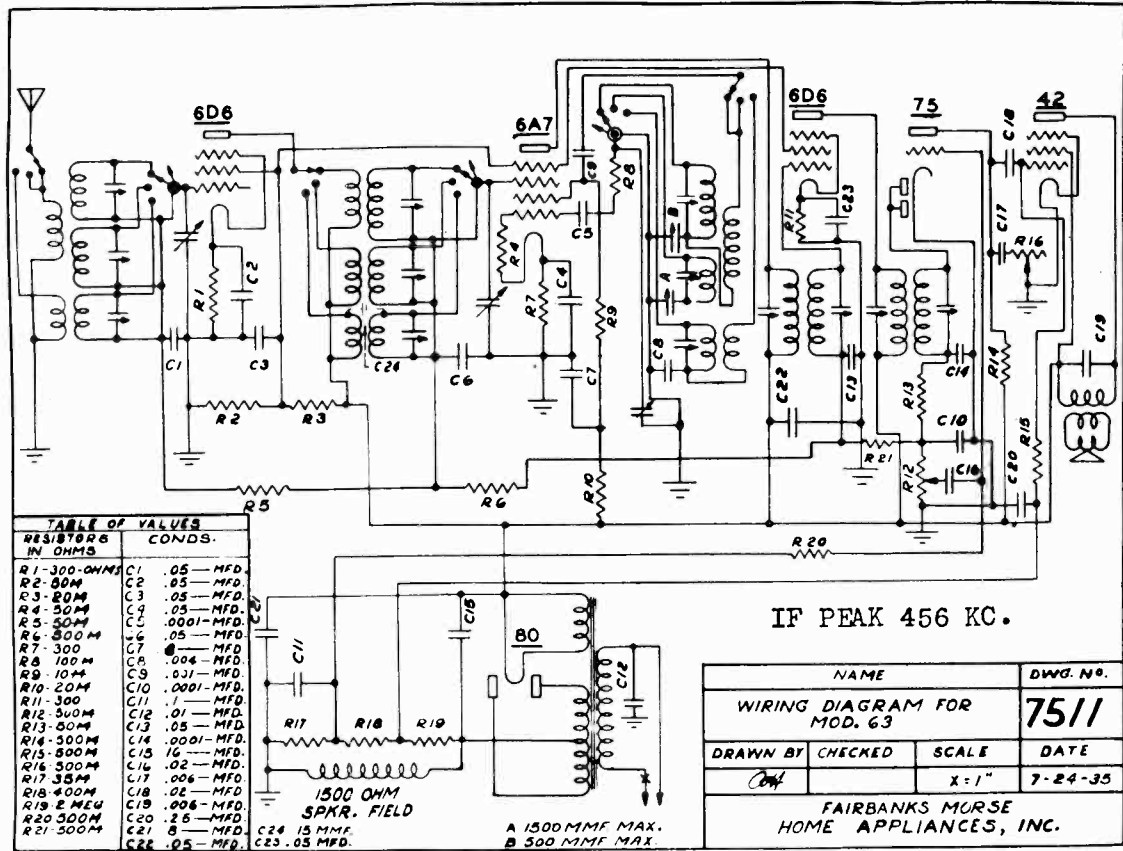 6D6
6A7
6D6
75
42
R1
C2
C1
C3
R2
R3
R5
C24
C6
R4
R7
C4
C5
C9
R8
R9
C7
R10
R6
B
A
C8
R11
C23
C22
C13
R21
R13
C14
C10
R12
C16
R14
C18
C17
R16
R15
C20
C19
R20
TABLE OF VALUES
RESISTORS IN OHMS
CONDS.
R1-300-OHMS C1 .05—MFD.
R2-50M C2 .05—MFD.
R3-20M C3 .05—MFD.
R4-50M C4 .05—MFD.
R5-50M C5 .0001-MFD.
R6-500M C6 .05—MFD.
R7-300 C7 8—MFD
R8 100M C8 .004—MFD.
R9-10M C9 .001—MFD.
R10-20M C10 .0001-MFD.
R11-300 C11 .1—MFD.
R12-500M C12 .01—MFD.
R13-50M C13 .05—MFD.
R14-500M C14 .0001-MFD.
R15-500M C15 16—MFD.
R16-500M C16 .02—MFD.
R17-35M C17 .006—MFD.
R18-400M C18 .02—MFD.
R19-2 MEG C19 .006-MFD.
R20 500M C20 .25—MFD.
R21-500M C21 8—MFD.
C22 .05—MFD.
C24 15 MMF.
C23 .05 MFD.
C21
C11
C15
80
C12
R17
R18
R19
1500 OHM
SPKR. FIELD
A 1500 MMF MAX.
B 500 MMF MAX.
IF PEAK 456 KC.
NAME
DWG. No.
WIRING DIAGRAM FOR
MOD. 63
7511
DRAWN BY CHECKED SCALE DATE
X=1" 7-24-35
FAIRBANKS MORSE
HOME APPLIANCES, INC.